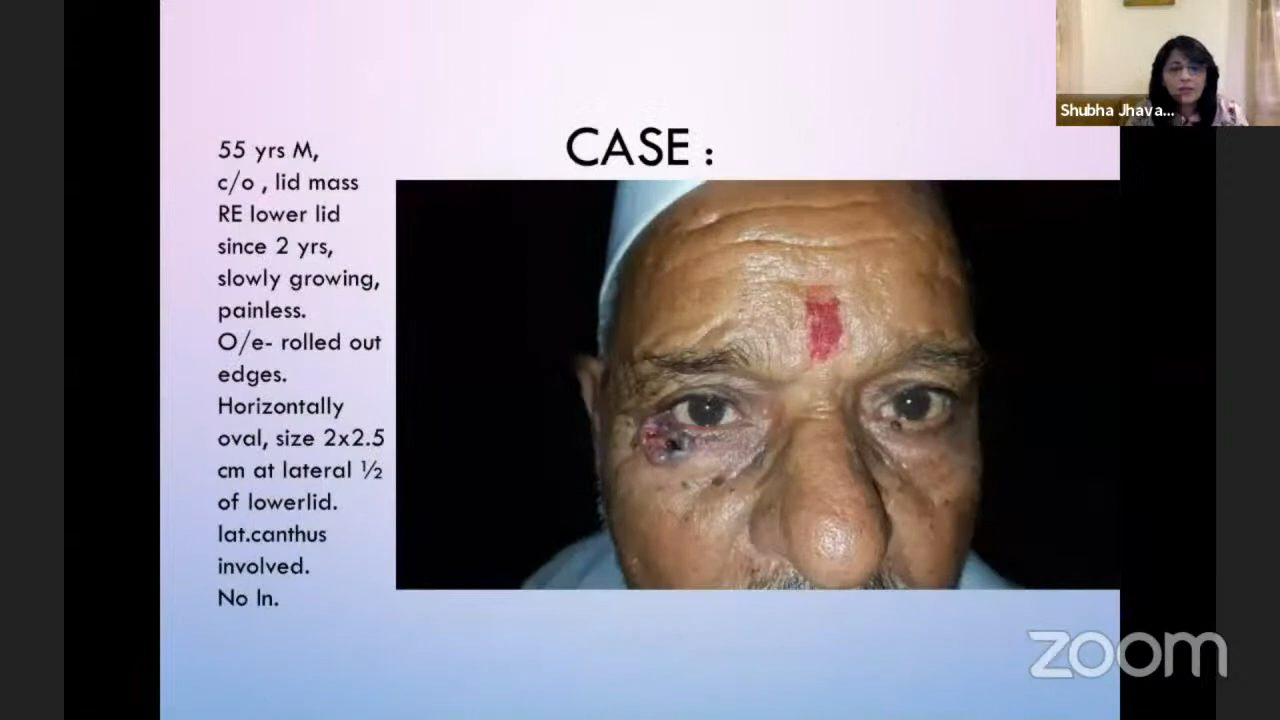 CASE :
55 yrs M,
c/o , lid mass
RE lower lid
since 2 yrs,
slowly growing,
painless.
O/e- rolled out
edges.
Horizontally
oval, size 2x2.5
cm at lateral ½
of lowerlid.
lat.canthus
involved.
No ln.
Shubha Jhava...
zoom